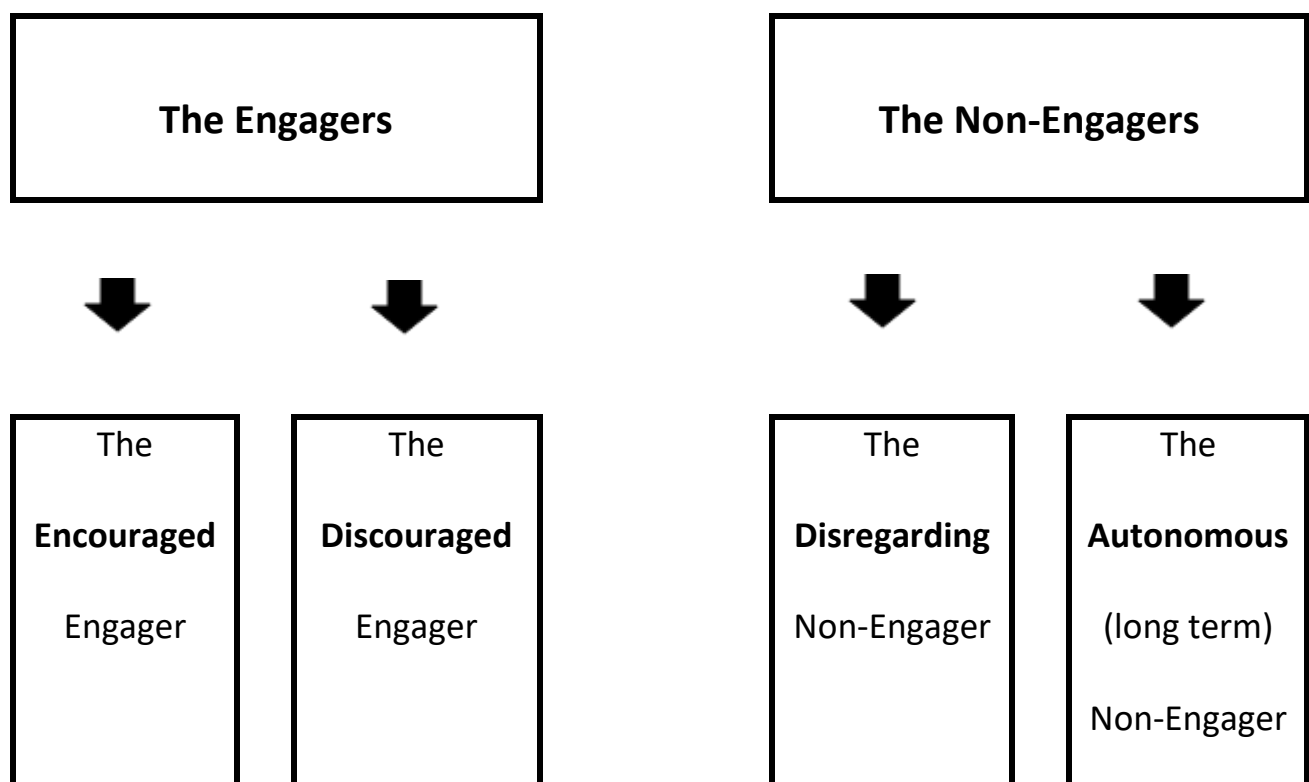 The Engagers
The Non-Engagers
The
Encouraged
Engager
The
Discouraged
Engager
The
Disregarding
Non-Engager
The
Autonomous
(long term)
Non-Engager